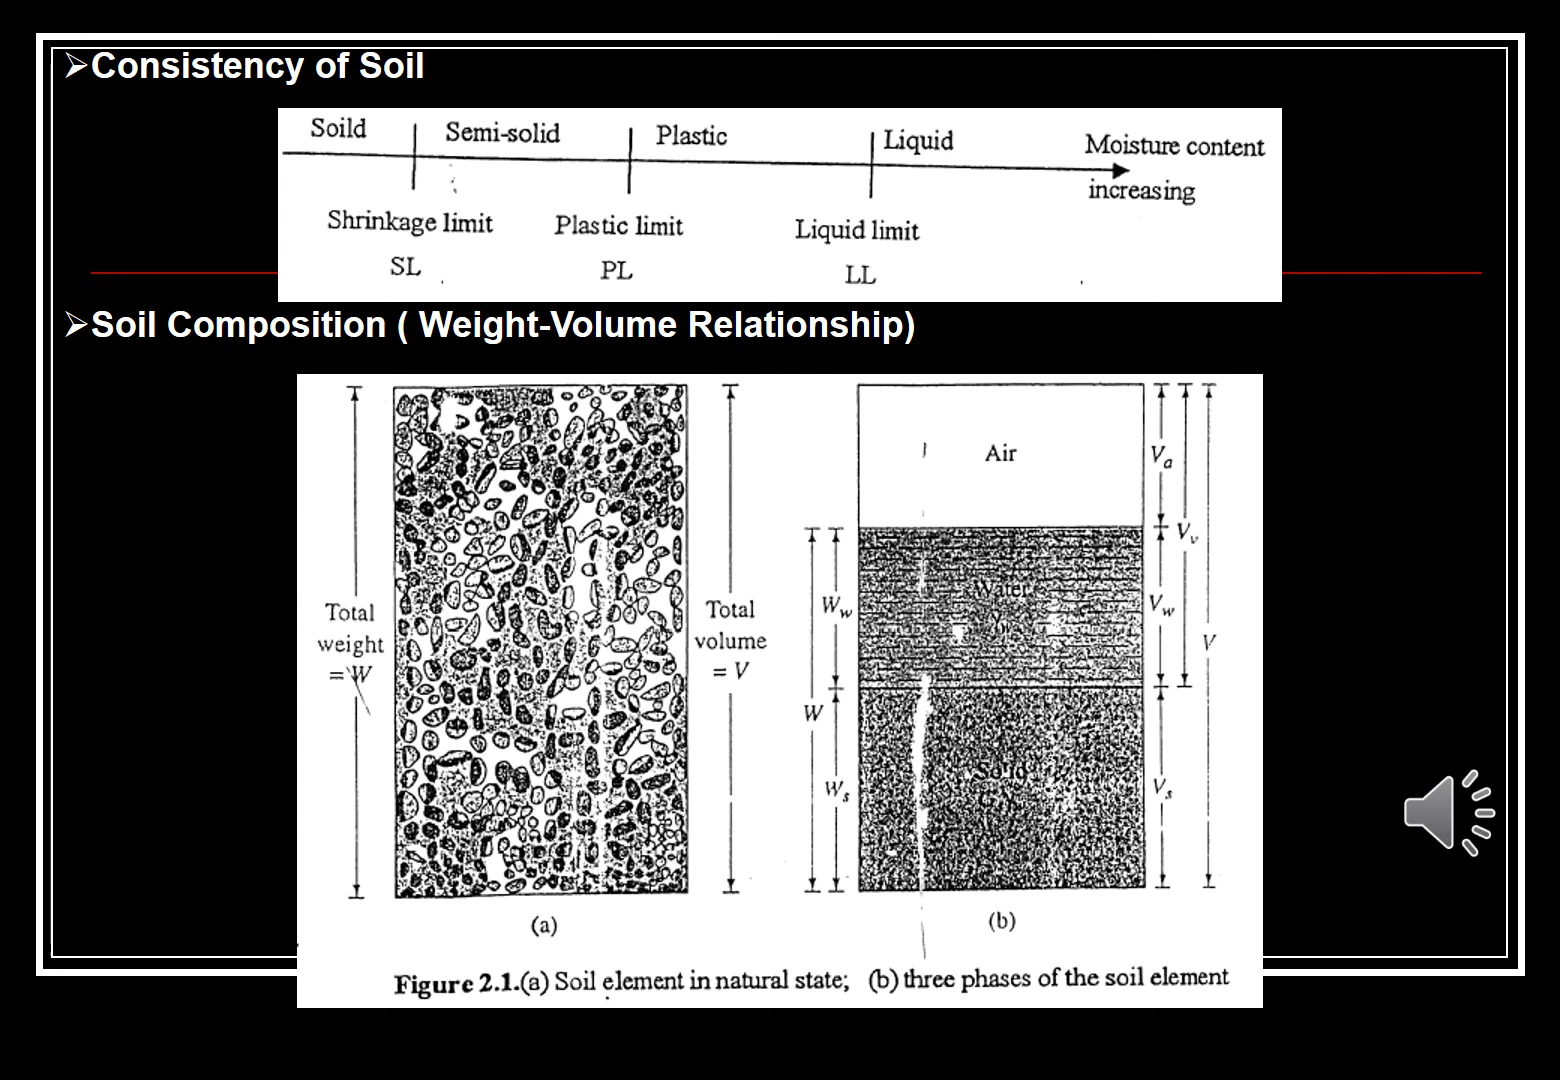 ➢Consistency of Soil
Soild Semi-solid Plastic Liquid Moisture content
increasing
Shrinkage limit Plastic limit Liquid limit
SL PL LL
➢Soil Composition ( Weight-Volume Relationship)
Total
weight
= W
Total
volume
= V
Air
Water
Solid
W
Ww
Ws
Va
Vv
Vw
V
Vs
(a) (b)
Figure 2.1.(a) Soil element in natural state; (b) three phases of the soil element